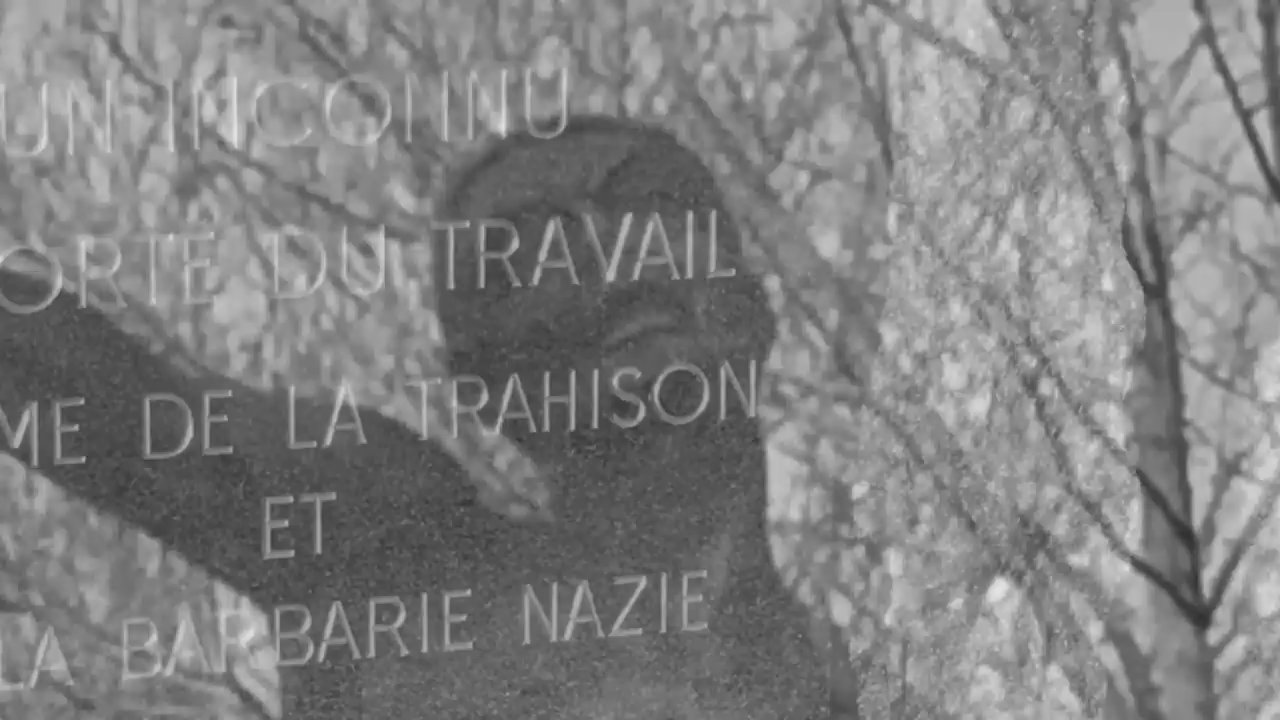 UN INCONNU
ORTE DU TRAVAIL
ME DE LA TRAHISON
ET
LA BARBARIE NAZIE